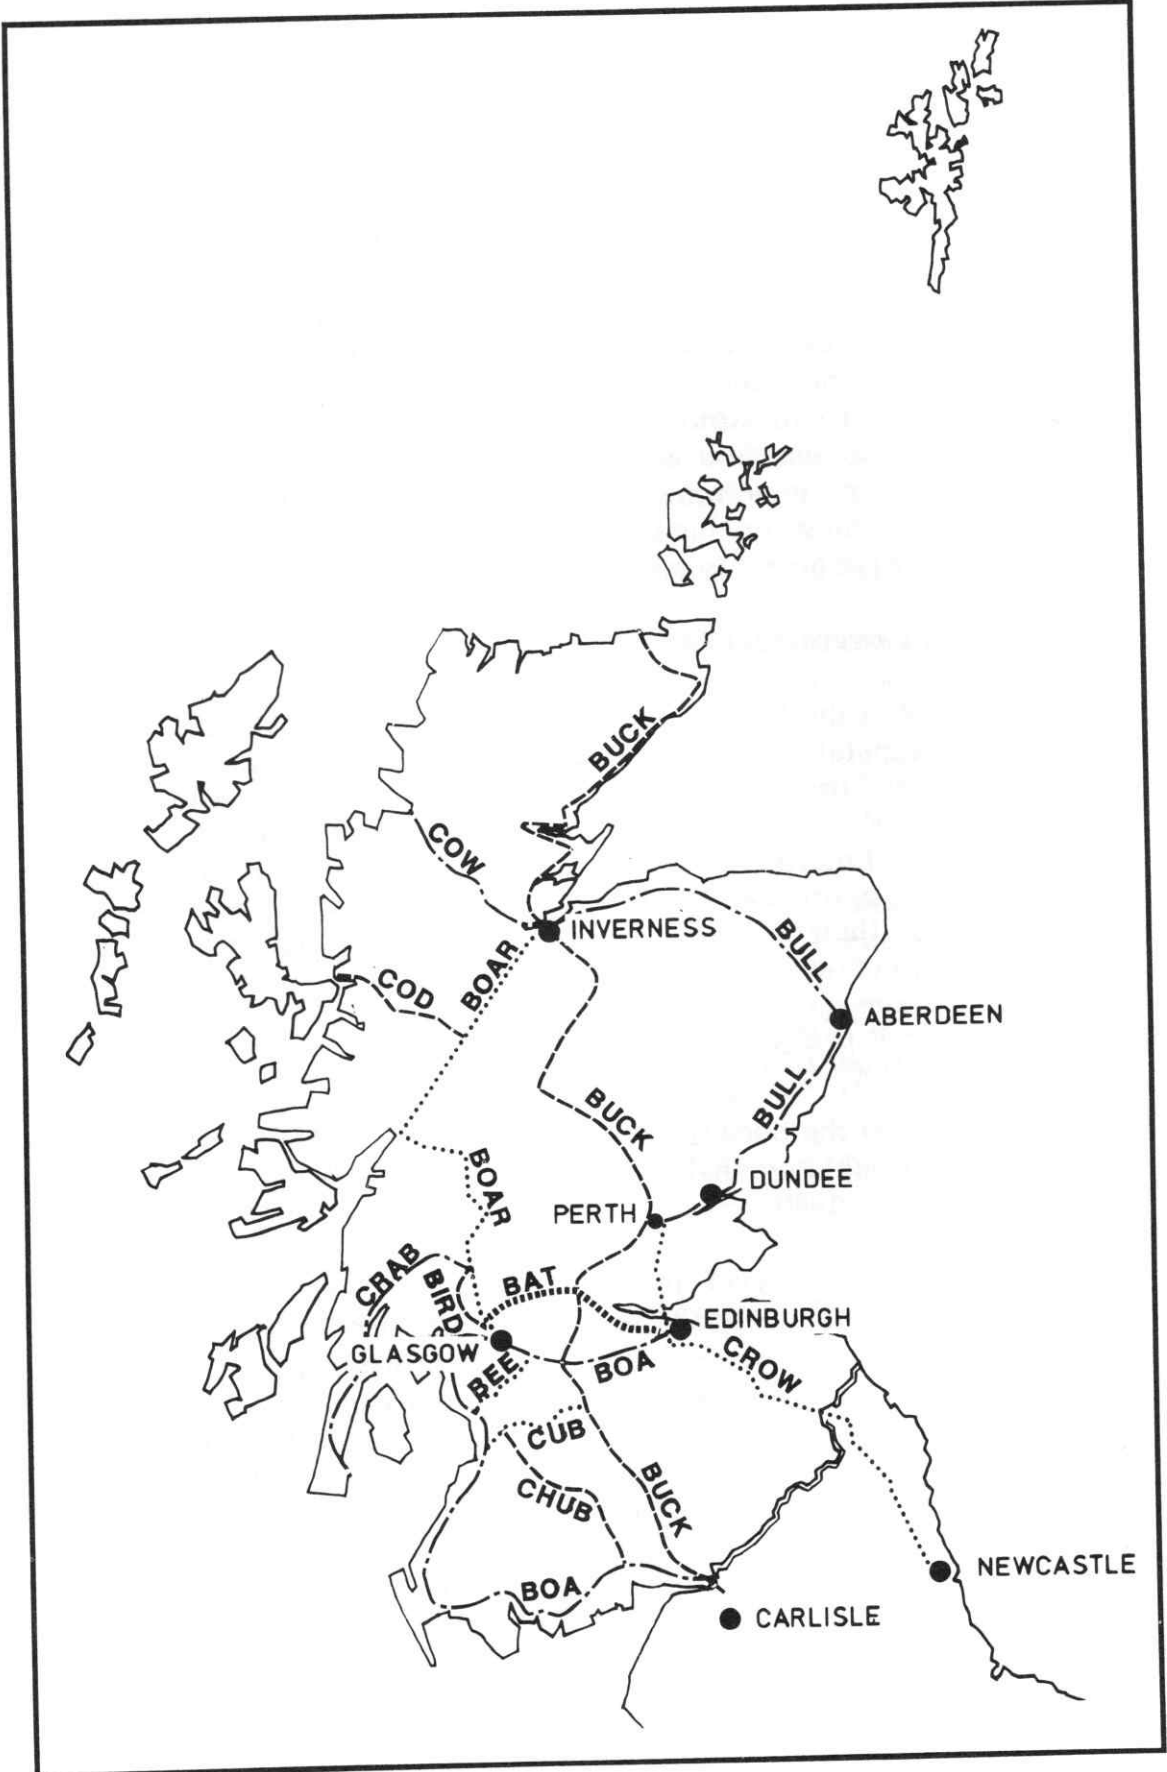 BUCK
COW
INVERNESS
BULL
BOAR
COD
ABERDEEN
BUCK
BULL
BOAR
DUNDEE
PERTH
CRAB
BIRD
BAT
EDINBURGH
GLASGOW
BEE
BOA
CROW
CUB
CHUB
BUCK
NEWCASTLE
BOA
CARLISLE